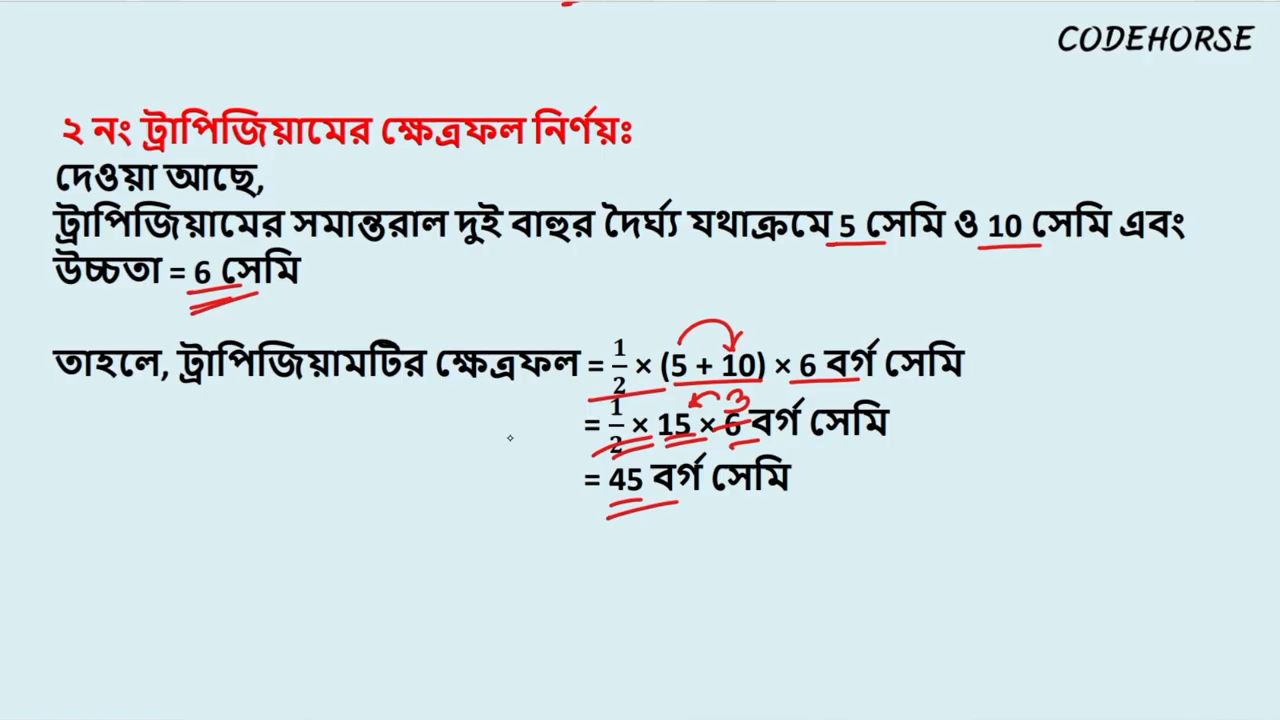 CODEHORSE
২ নং ট্রাপিজিয়ামের ক্ষেত্রফল নির্ণয়ঃ
দেওয়া আছে,
ট্রাপিজিয়ামের সমান্তরাল দুই বাহুর দৈর্ঘ্য যথাক্রমে 5 সেমি ও 10 সেমি এবং
উচ্চতা = 6 সেমি
তাহলে, ট্রাপিজিয়ামটির ক্ষেত্রফল = 1/2 × (5 + 10) × 6 বর্গ সেমি
3
= 1/2 × 15 × 6 বর্গ সেমি
= 45 বর্গ সেমি